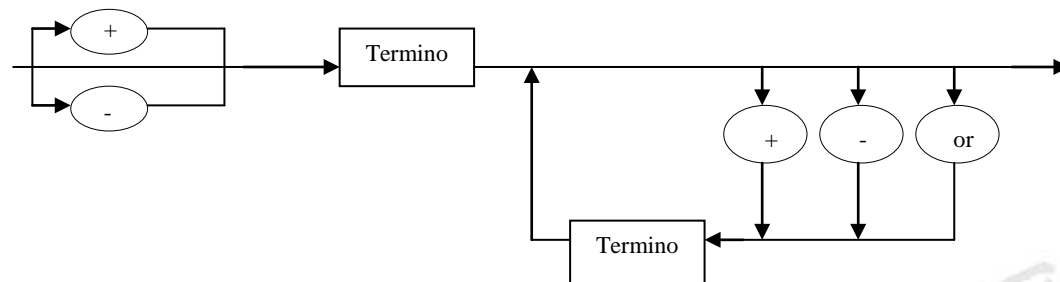 +
Termino
-
+ - or
Termino